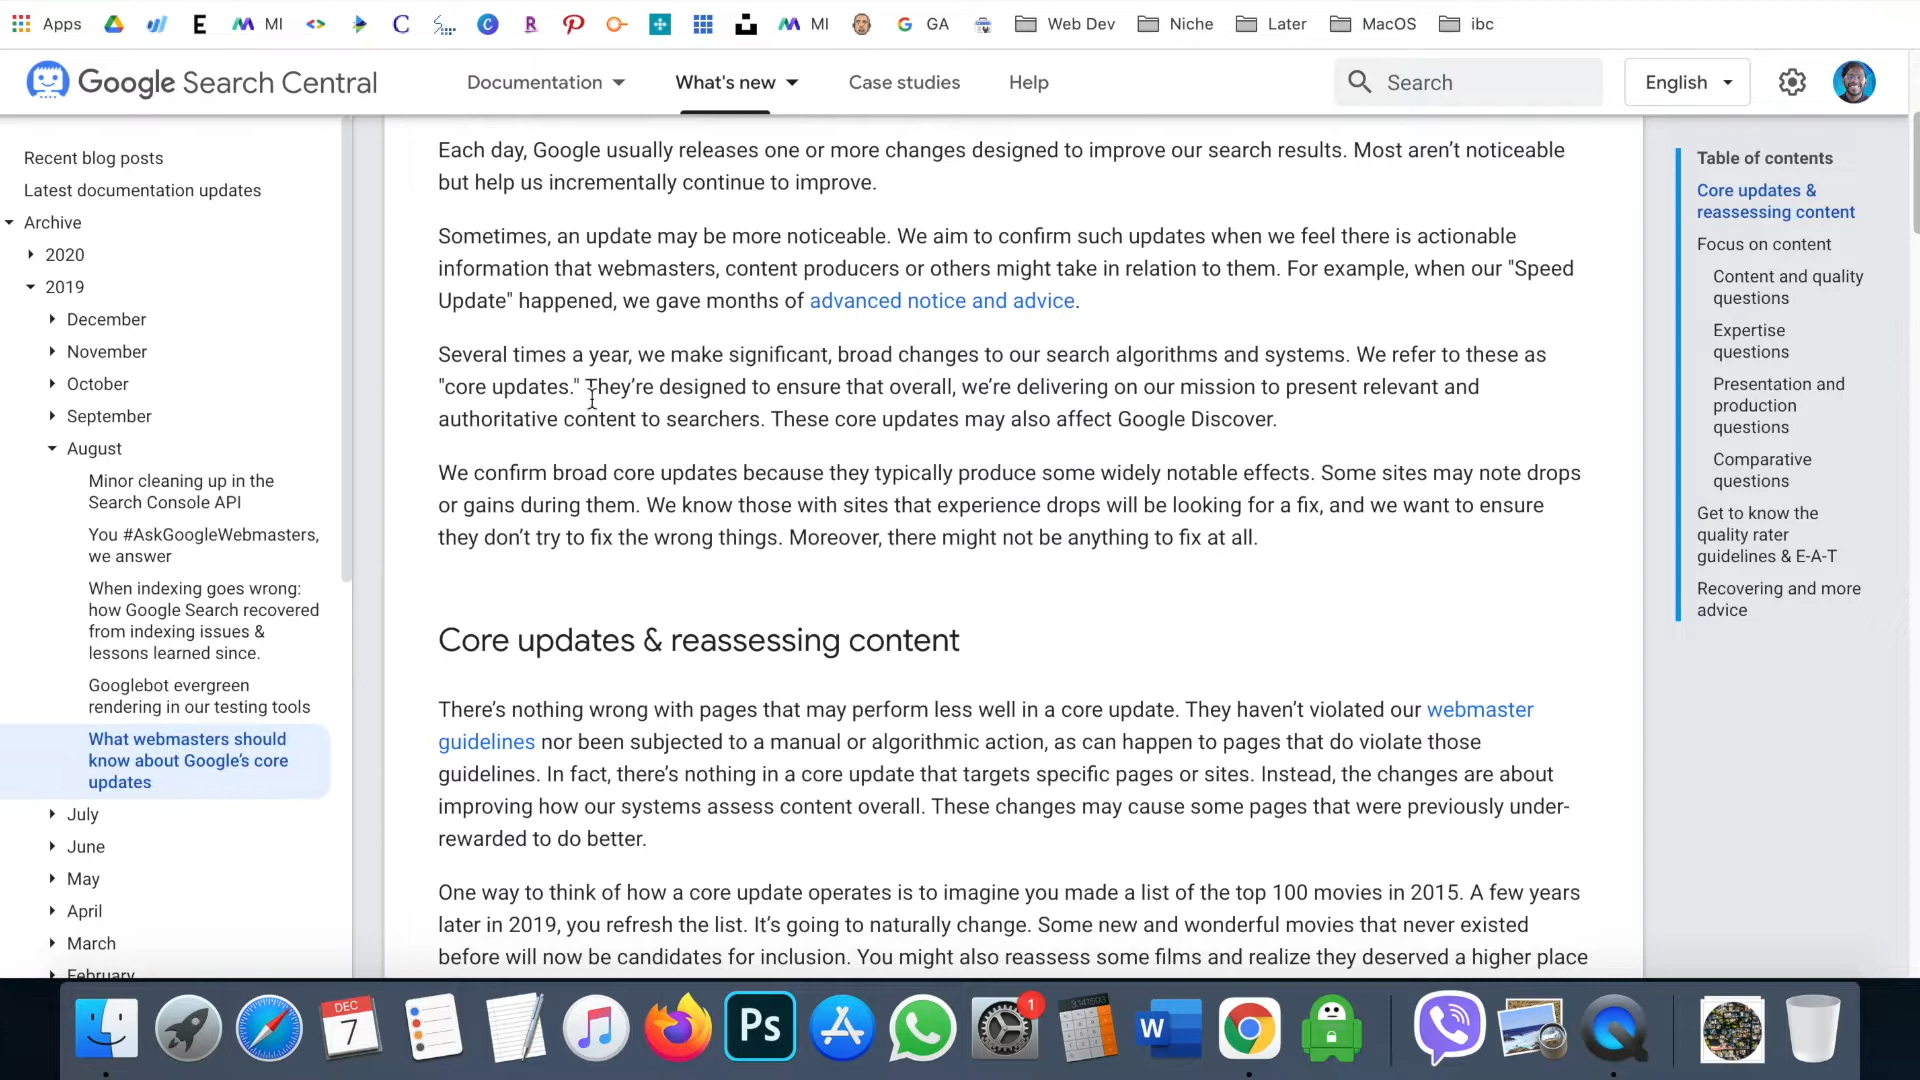 Apps
E
MI
C
C
R
MI
GA
Web Dev
Niche
Later
MacOS
ibc
Google Search Central
Documentation
What's new
Case studies
Help
Search
English
Recent blog posts
Latest documentation updates
Archive
2020
2019
December
November
October
September
August
Minor cleaning up in the
Search Console API
You #AskGoogleWebmasters,
we answer
When indexing goes wrong:
how Google Search recovered
from indexing issues &
lessons learned since.
Googlebot evergreen
rendering in our testing tools
What webmasters should
know about Google’s core
updates
July
June
May
April
March
February
Each day, Google usually releases one or more changes designed to improve our search results. Most aren’t noticeable
but help us incrementally continue to improve.
Sometimes, an update may be more noticeable. We aim to confirm such updates when we feel there is actionable
information that webmasters, content producers or others might take in relation to them. For example, when our "Speed
Update" happened, we gave months of advanced notice and advice.
Several times a year, we make significant, broad changes to our search algorithms and systems. We refer to these as
"core updates." They’re designed to ensure that overall, we’re delivering on our mission to present relevant and
authoritative content to searchers. These core updates may also affect Google Discover.
We confirm broad core updates because they typically produce some widely notable effects. Some sites may note drops
or gains during them. We know those with sites that experience drops will be looking for a fix, and we want to ensure
they don’t try to fix the wrong things. Moreover, there might not be anything to fix at all.
Core updates & reassessing content
There’s nothing wrong with pages that may perform less well in a core update. They haven’t violated our webmaster
guidelines nor been subjected to a manual or algorithmic action, as can happen to pages that do violate those
guidelines. In fact, there’s nothing in a core update that targets specific pages or sites. Instead, the changes are about
improving how our systems assess content overall. These changes may cause some pages that were previously under-
rewarded to do better.
One way to think of how a core update operates is to imagine you made a list of the top 100 movies in 2015. A few years
later in 2019, you refresh the list. It’s going to naturally change. Some new and wonderful movies that never existed
before will now be candidates for inclusion. You might also reassess some films and realize they deserved a higher place
Table of contents
Core updates &
reassessing content
Focus on content
Content and quality
questions
Expertise
questions
Presentation and
production
questions
Comparative
questions
Get to know the
quality rater
guidelines & E-A-T
Recovering and more
advice
DEC
7
Ps
1
3.141593
W